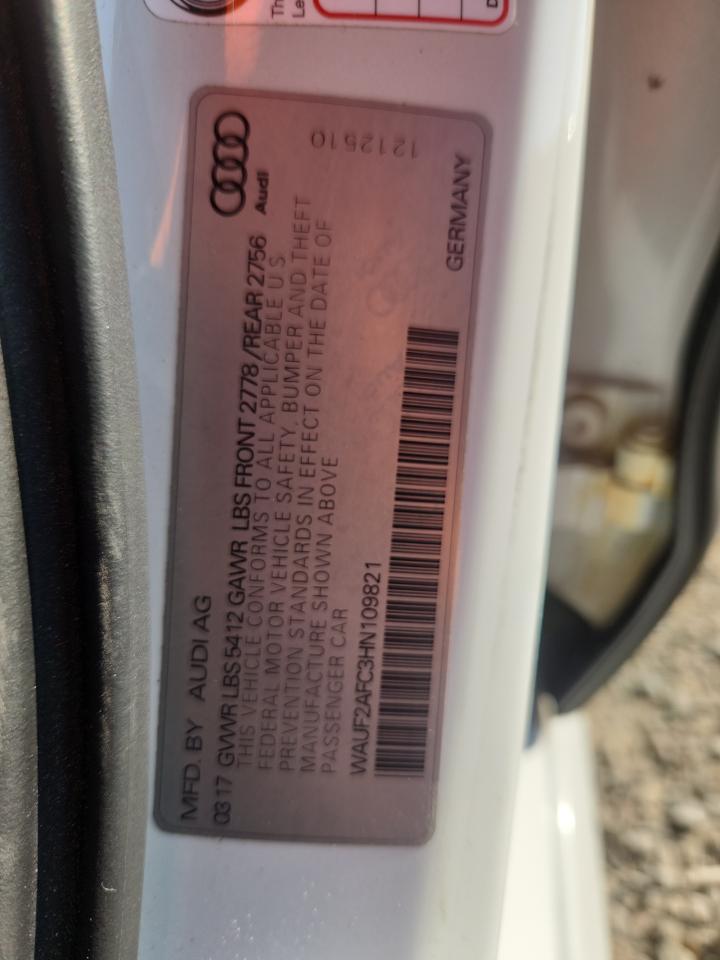 Th
Le
D
Audi
1212510
MFD. BY AUDI AG
0317 GVWR LBS 5412 GAWR LBS FRONT 2778 /REAR 2756
THIS VEHICLE CONFORMS TO ALL APPLICABLE U S
FEDERAL MOTOR VEHICLE SAFETY, BUMPER AND THEFT
PREVENTION STANDARDS IN EFFECT ON THE DATE OF
MANUFACTURE SHOWN ABOVE
PASSENGER CAR
WAUF2AFC3HN109821
GERMANY